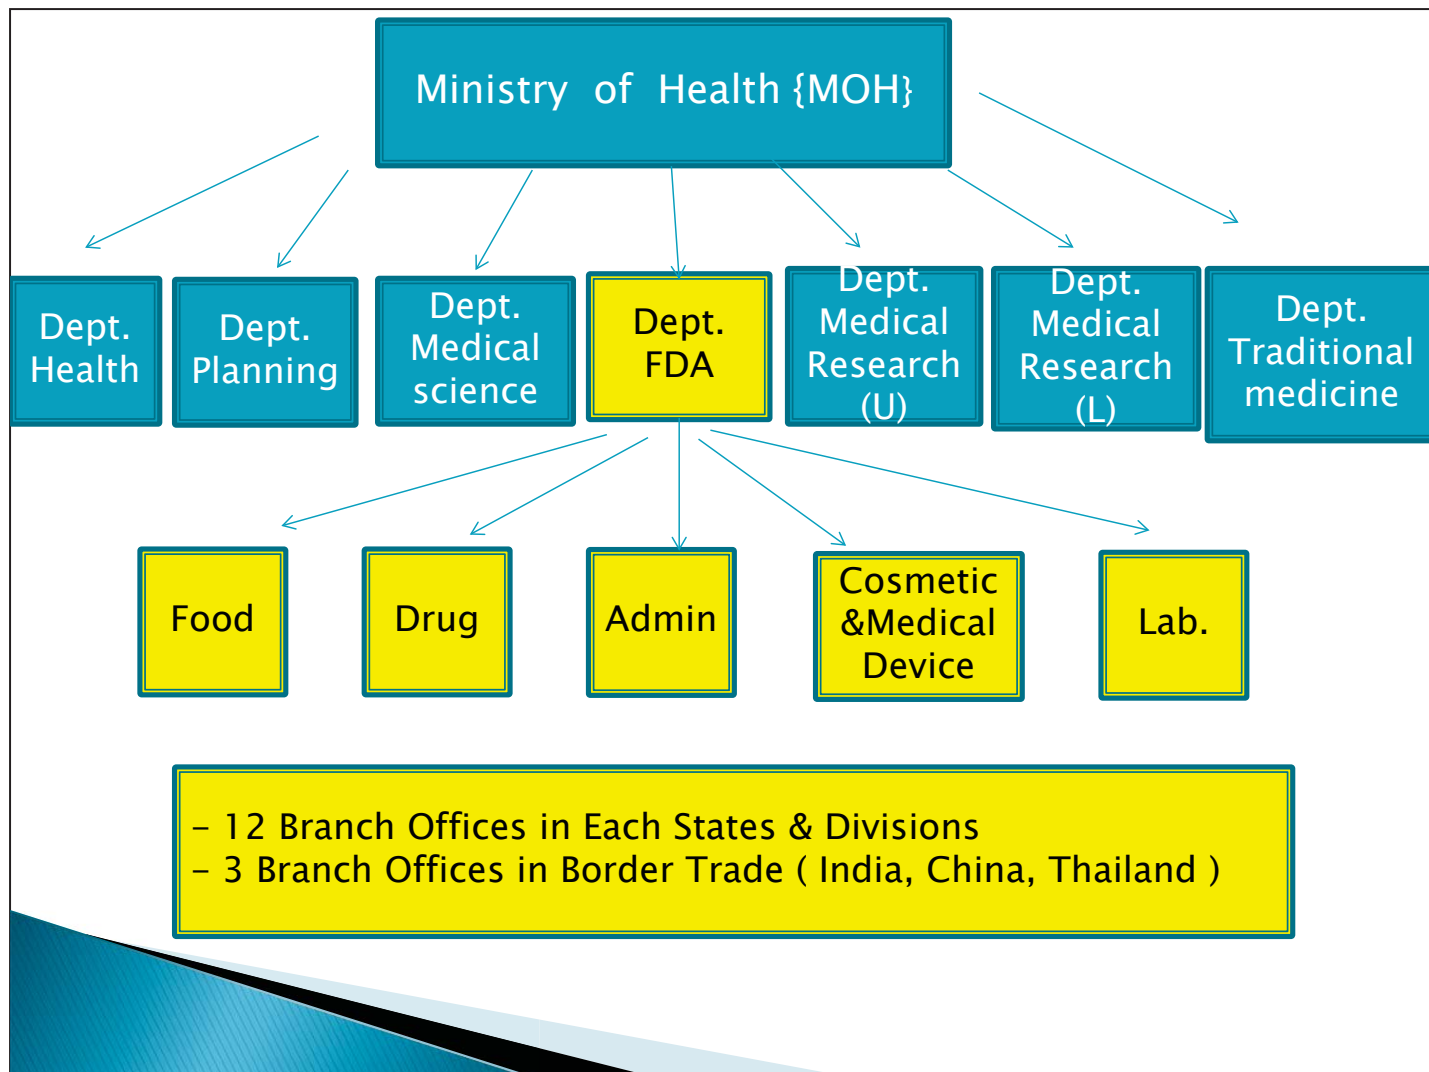 Ministry of Health {MOH}
Dept.
Health
Dept.
Planning
Dept.
Medical
science
Dept.
FDA
Dept.
Medical
Research
(U)
Dept.
Medical
Research
(L)
Dept.
Traditional
medicine
Food
Drug
Admin
Cosmetic
&Medical
Device
Lab.
– 12 Branch Offices in Each States & Divisions
– 3 Branch Offices in Border Trade ( India, China, Thailand )